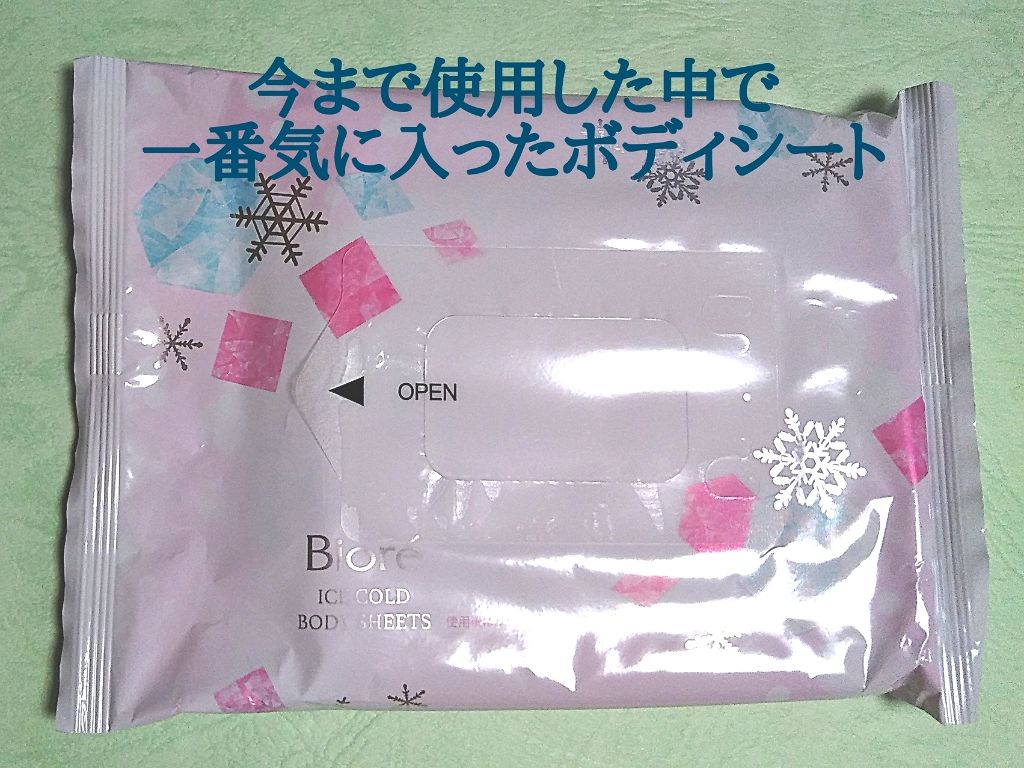 今まで使用した中で
一番気に入ったボディシート
OPEN
Bioré
ICE COLD
BODY SHEETS